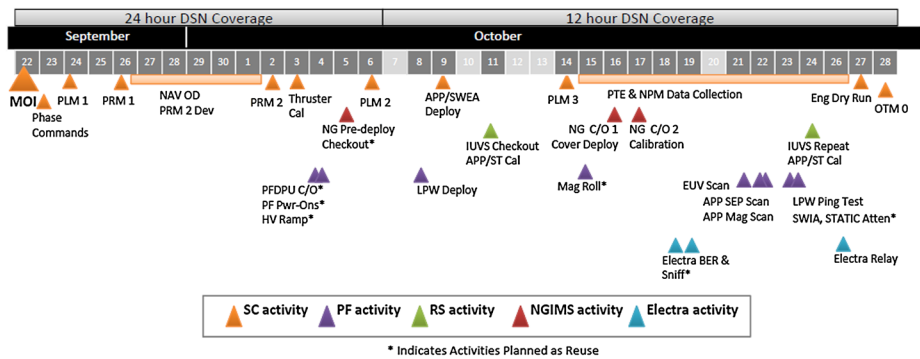 24 hour DSN Coverage 12 hour DSN Coverage
September October
22 23 24 25 26 27 28 29 30 1 2 3 4 5 6 7 8 9 10 11 12 13 14 15 16 17 18 19 20 21 22 23 24 25 26 27 28
MOI
Phase
Commands
PLM 1
PRM 1
NAV OD
PRM 2 Dev
PRM 2
Thruster
Cal
NG Pre-deploy
Checkout*
PLM 2
APP/SWEA
Deploy
IUVS Checkout
APP/ST Cal
PLM 3
PTE & NPM Data Collection
NG C/O 1
Cover Deploy
NG C/O 2
Calibration
Eng Dry Run
OTM 0
IUVS Repeat
APP/ST Cal
PFDPU C/O*
PF Pwr-Ons*
HV Ramp*
LPW Deploy
Mag Roll*
EUV Scan
APP SEP Scan
APP Mag Scan
LPW Ping Test
SWIA, STATIC Atten*
Electra BER &
Sniff*
Electra Relay
SC activity PF activity RS activity NGIMS activity Electra activity
* Indicates Activities Planned as Reuse